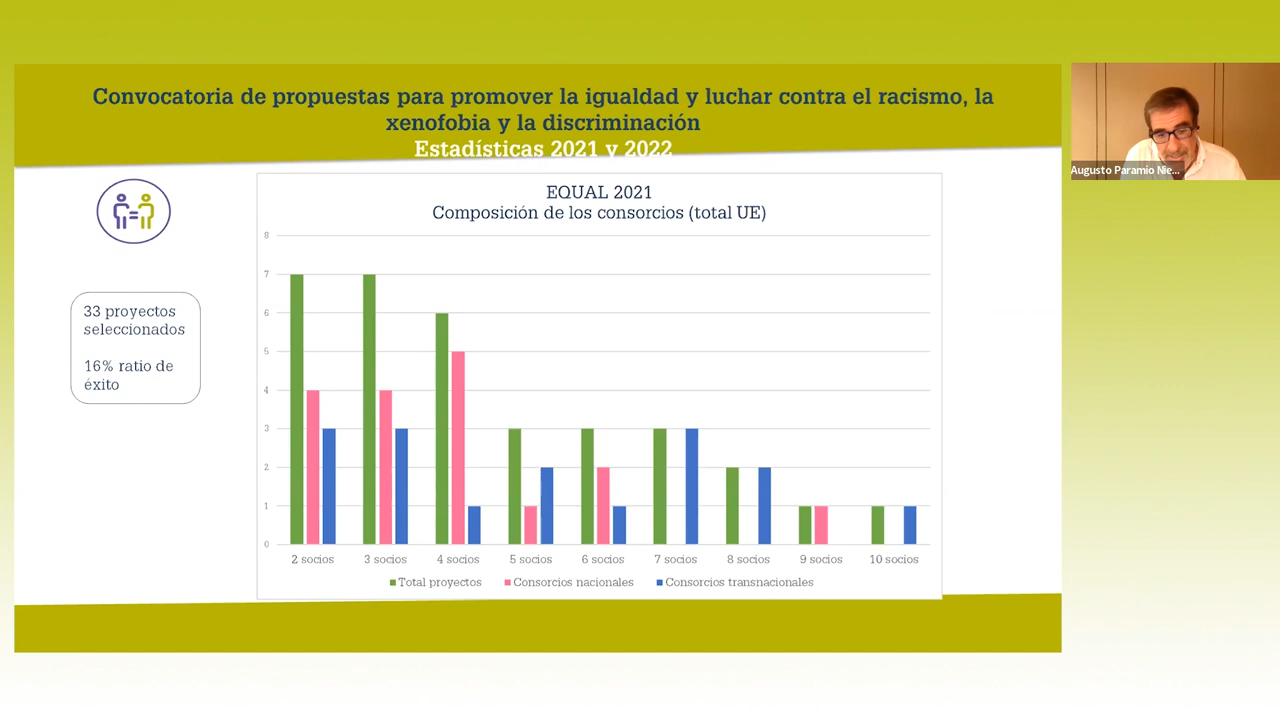 Convocatoria de propuestas para promover la igualdad y luchar contra el racismo, la
xenofobia y la discriminación
Estadísticas 2021 y 2022
Augusto Paramio Nie...
33 proyectos
seleccionados
16% ratio de
éxito
EQUAL 2021
Composición de los consorcios (total UE)
8
7
6
5
4
3
2
1
0
2 socios 3 socios 4 socios 5 socios 6 socios 7 socios 8 socios 9 socios 10 socios
Total proyectos Consorcios nacionales Consorcios transnacionales